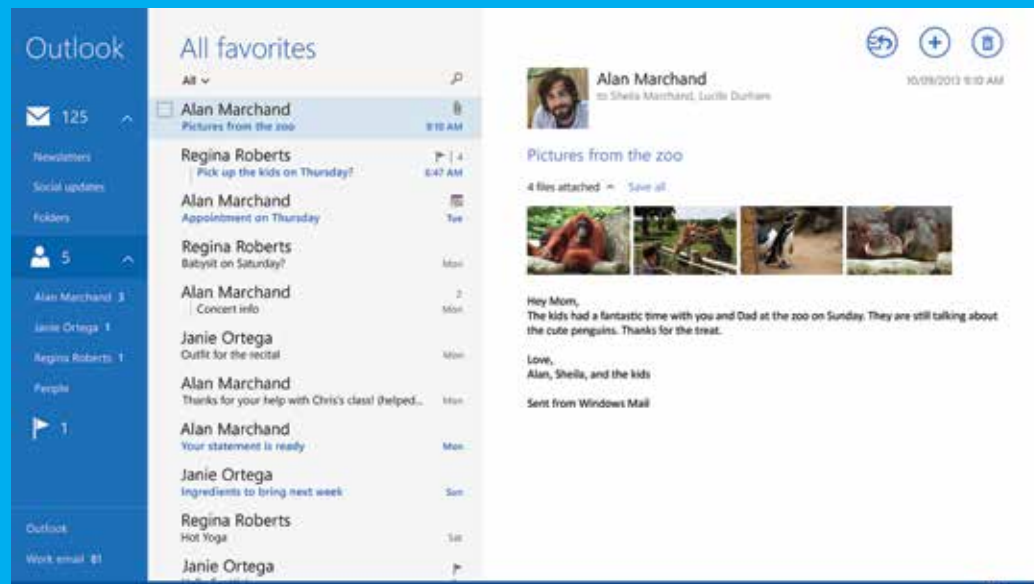 Outlook
125
Newsletters
Social updates
Folders
5
Alan Marchand 3
Janie Ortega 1
Regina Roberts 1
People
1
Outlook
Work email 81
All favorites
All
Alan Marchand
Pictures from the zoo 9:10 AM
Regina Roberts 4
Pick up the kids on Thursday? 6:47 AM
Alan Marchand
Appointment on Thursday Tue
Regina Roberts
Babysit on Saturday? Mon
Alan Marchand 2
Concert info Mon
Janie Ortega
Outfit for the recital Mon
Alan Marchand
Thanks for your help with Chris's class! (helped... Mon
Alan Marchand
Your statement is ready Mon
Janie Ortega
Ingredients to bring next week Sun
Regina Roberts
Hot Yoga Sat
Janie Ortega
Alan Marchand 10/09/2013 9:10 AM
to Sheila Marchand, Lucile Durham
Pictures from the zoo
4 files attached Save all
Hey Mom,
The kids had a fantastic time with you and Dad at the zoo on Sunday. They are still talking about
the cute penguins. Thanks for the treat.
Love,
Alan, Sheila, and the kids
Sent from Windows Mail